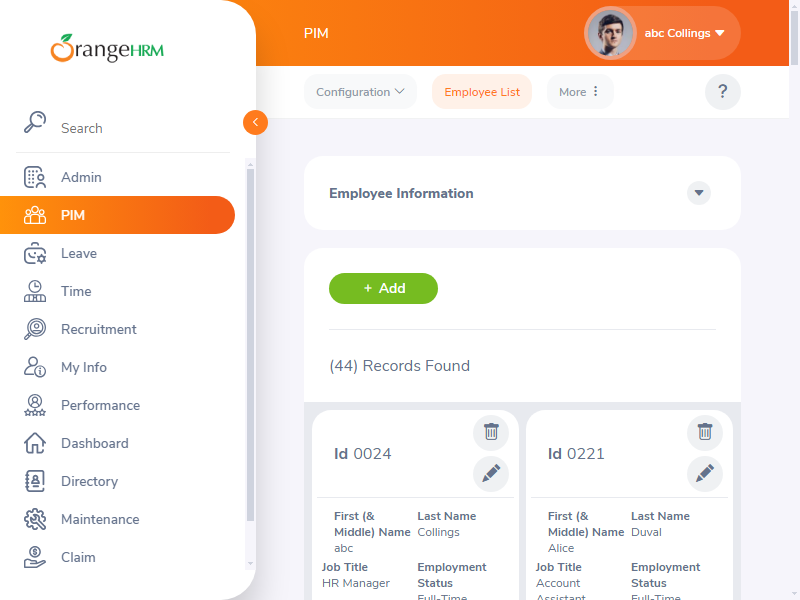 OrangeHRM
PIM
abc Collings
Configuration
Employee List
More
?
Search
Admin
PIM
Leave
Time
Recruitment
My Info
Performance
Dashboard
Directory
Maintenance
Claim
Employee Information
+ Add
(44) Records Found
Id 0024
First (& Middle) Name
abc
Last Name
Collings
Job Title
HR Manager
Employment Status
Full-Time
Id 0221
First (& Middle) Name
Alice
Last Name
Duval
Job Title
Account Assistant
Employment Status
Full-Time